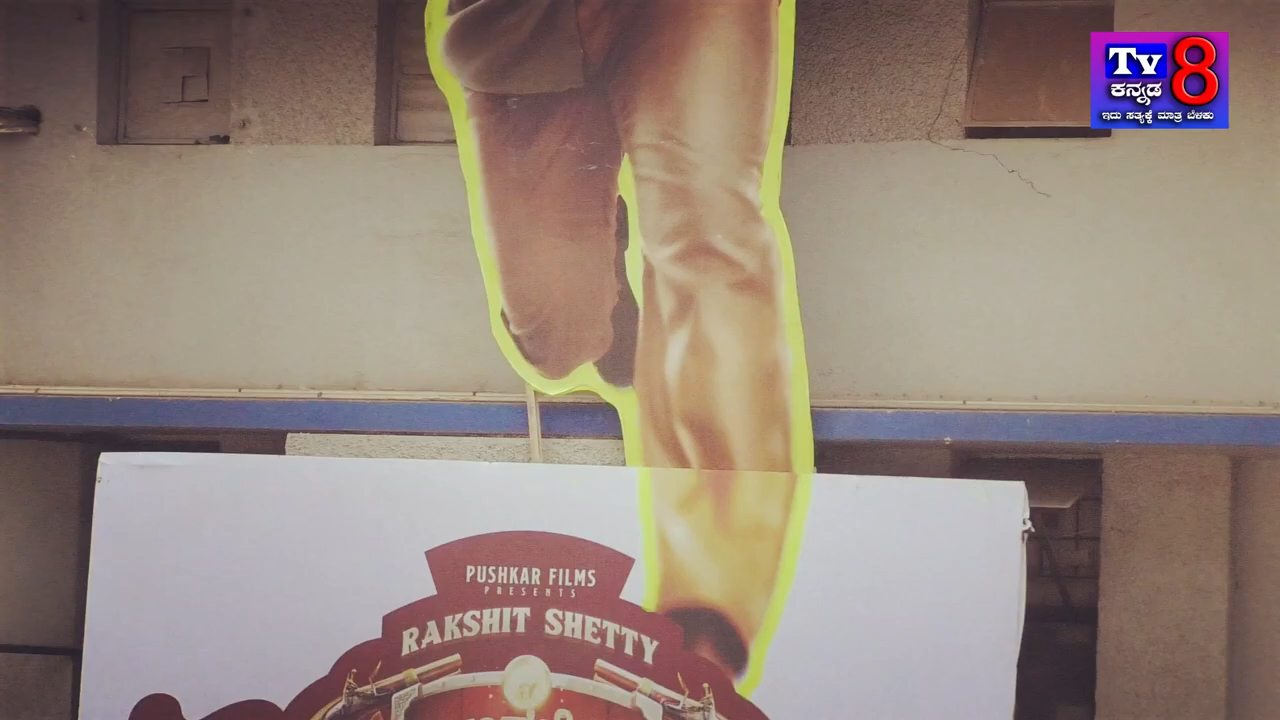 Tv 8
ಕನ್ನಡ
ಇದು ಸತ್ಯಕ್ಕೆ ಮಾತ್ರ ಬೆಳಕು
PUSHKAR FILMS
PRESENTS
RAKSHIT SHETTY